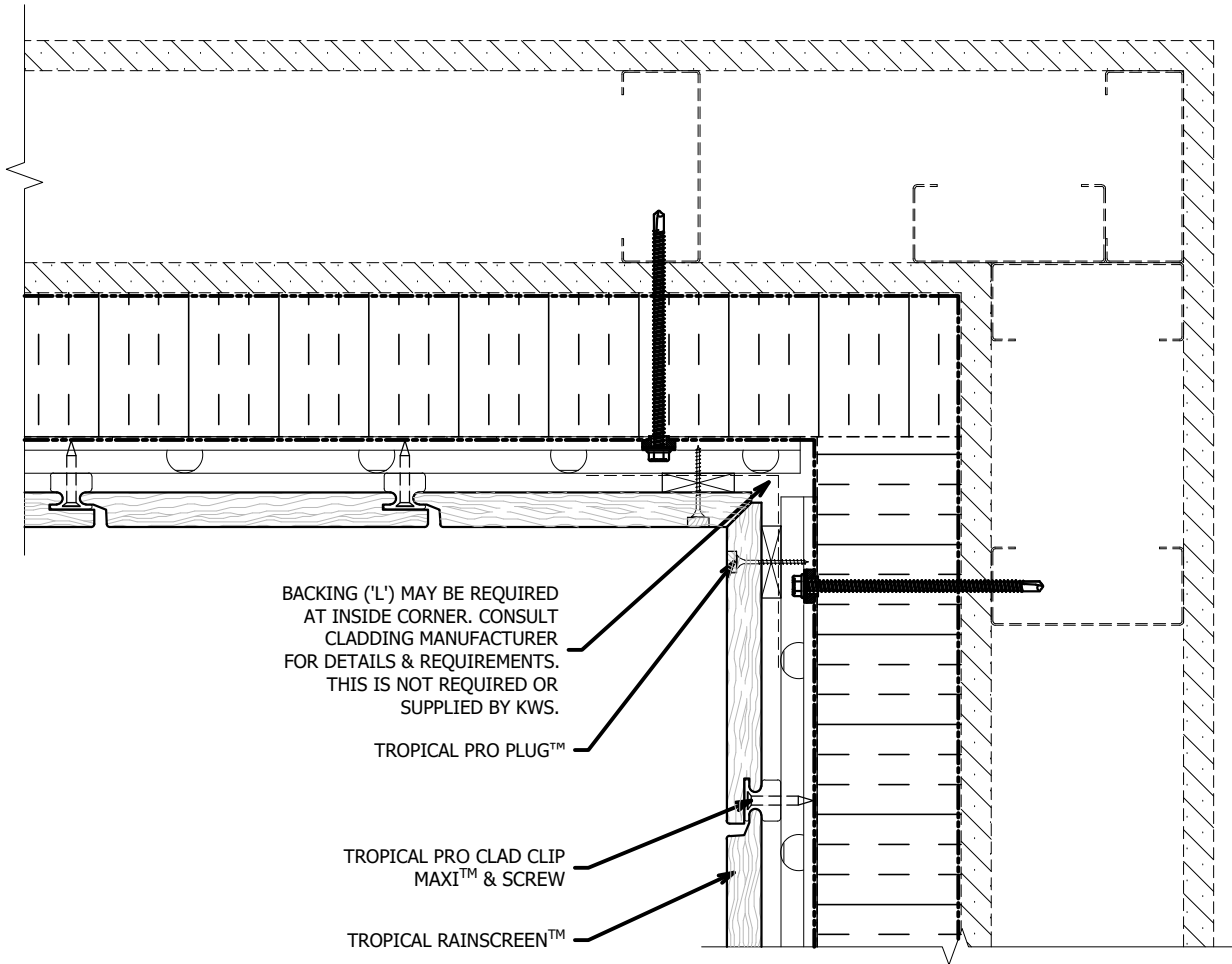 BACKING ('L') MAY BE REQUIRED
AT INSIDE CORNER. CONSULT
CLADDING MANUFACTURER
FOR DETAILS & REQUIREMENTS.
THIS IS NOT REQUIRED OR
SUPPLIED BY KWS.
TROPICAL PRO PLUG™
TROPICAL PRO CLAD CLIP
MAXI™ & SCREW
TROPICAL RAINSCREEN™